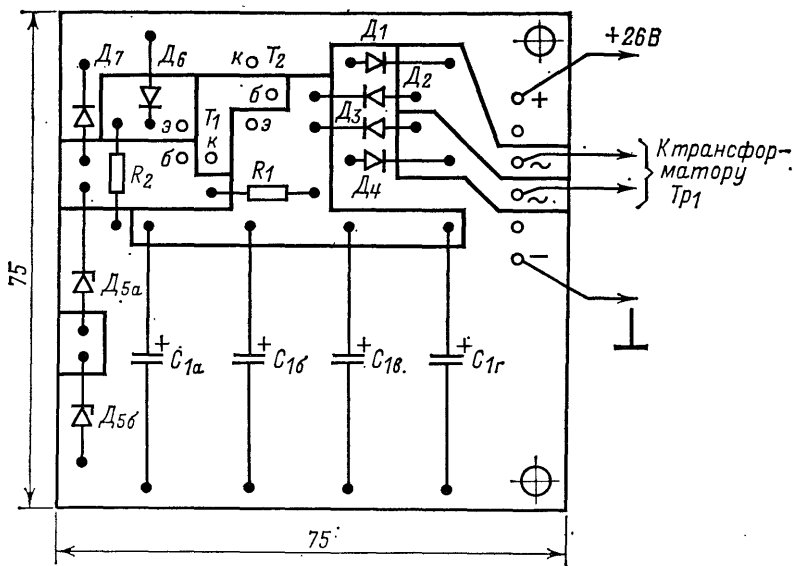 Д7 Д6 к Т2 Д1 +26В
Д2
б
+
э Т1 э Д3
к
К трансфор-
матору
Тр1
б
~
R2 R1 Д4
~
−
75
Д5а
+ С1а + С1б + С1в. + С1г
Д5б
75